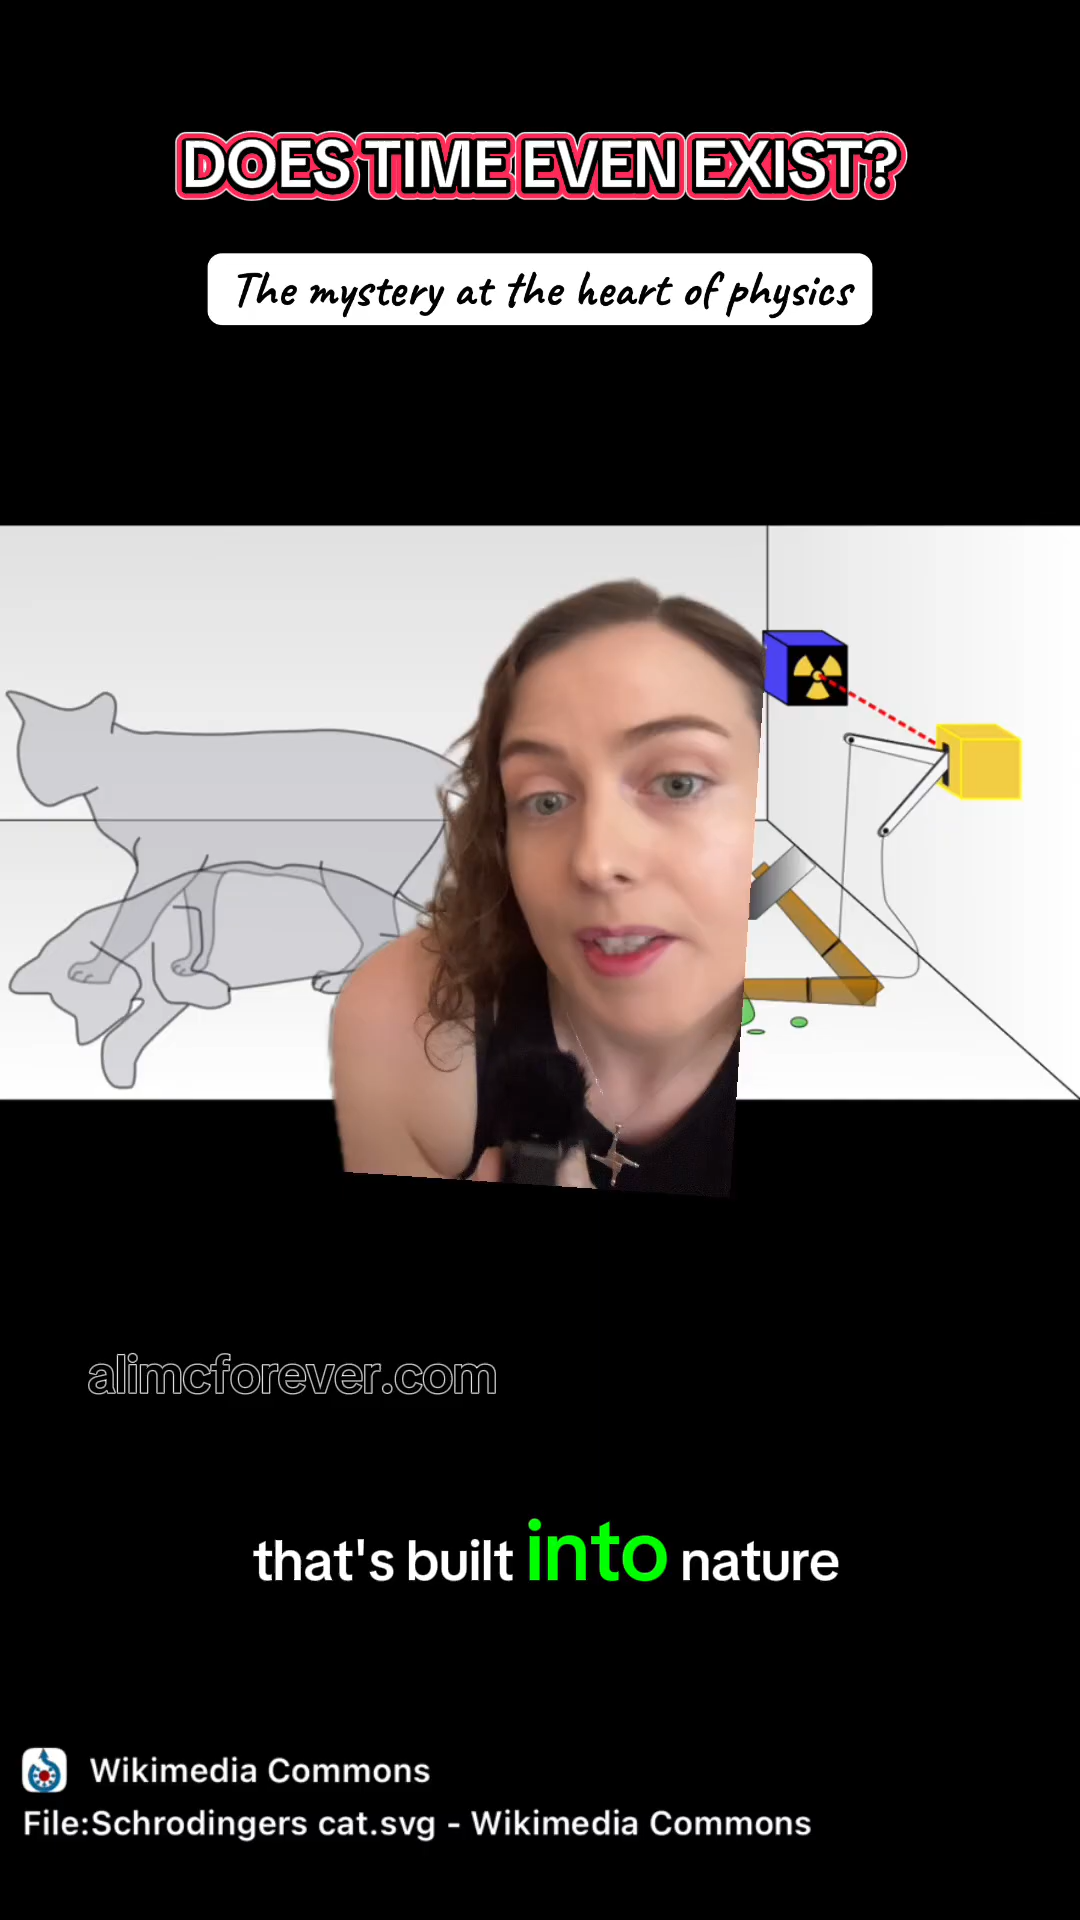 DOES TIME EVEN EXIST?
The mystery at the heart of physics
alimcforever.com
that's built into nature
Wikimedia Commons
File:Schrodingers cat.svg - Wikimedia Commons